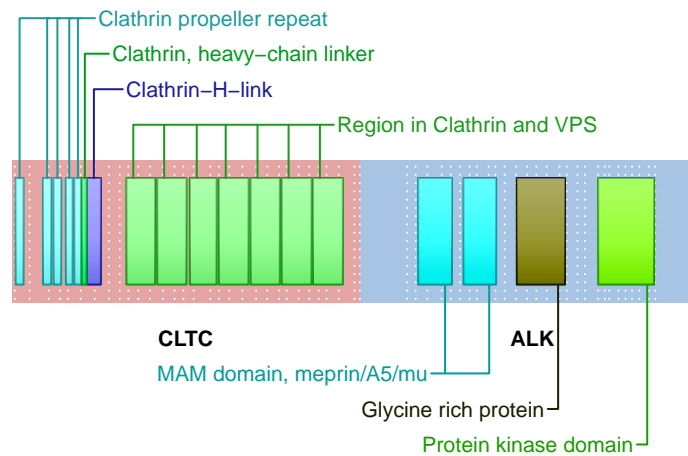 Clathrin propeller repeat
Clathrin, heavy−chain linker
Clathrin−H−link
Region in Clathrin and VPS
CLTC ALK
MAM domain, meprin/A5/mu
Glycine rich protein
Protein kinase domain